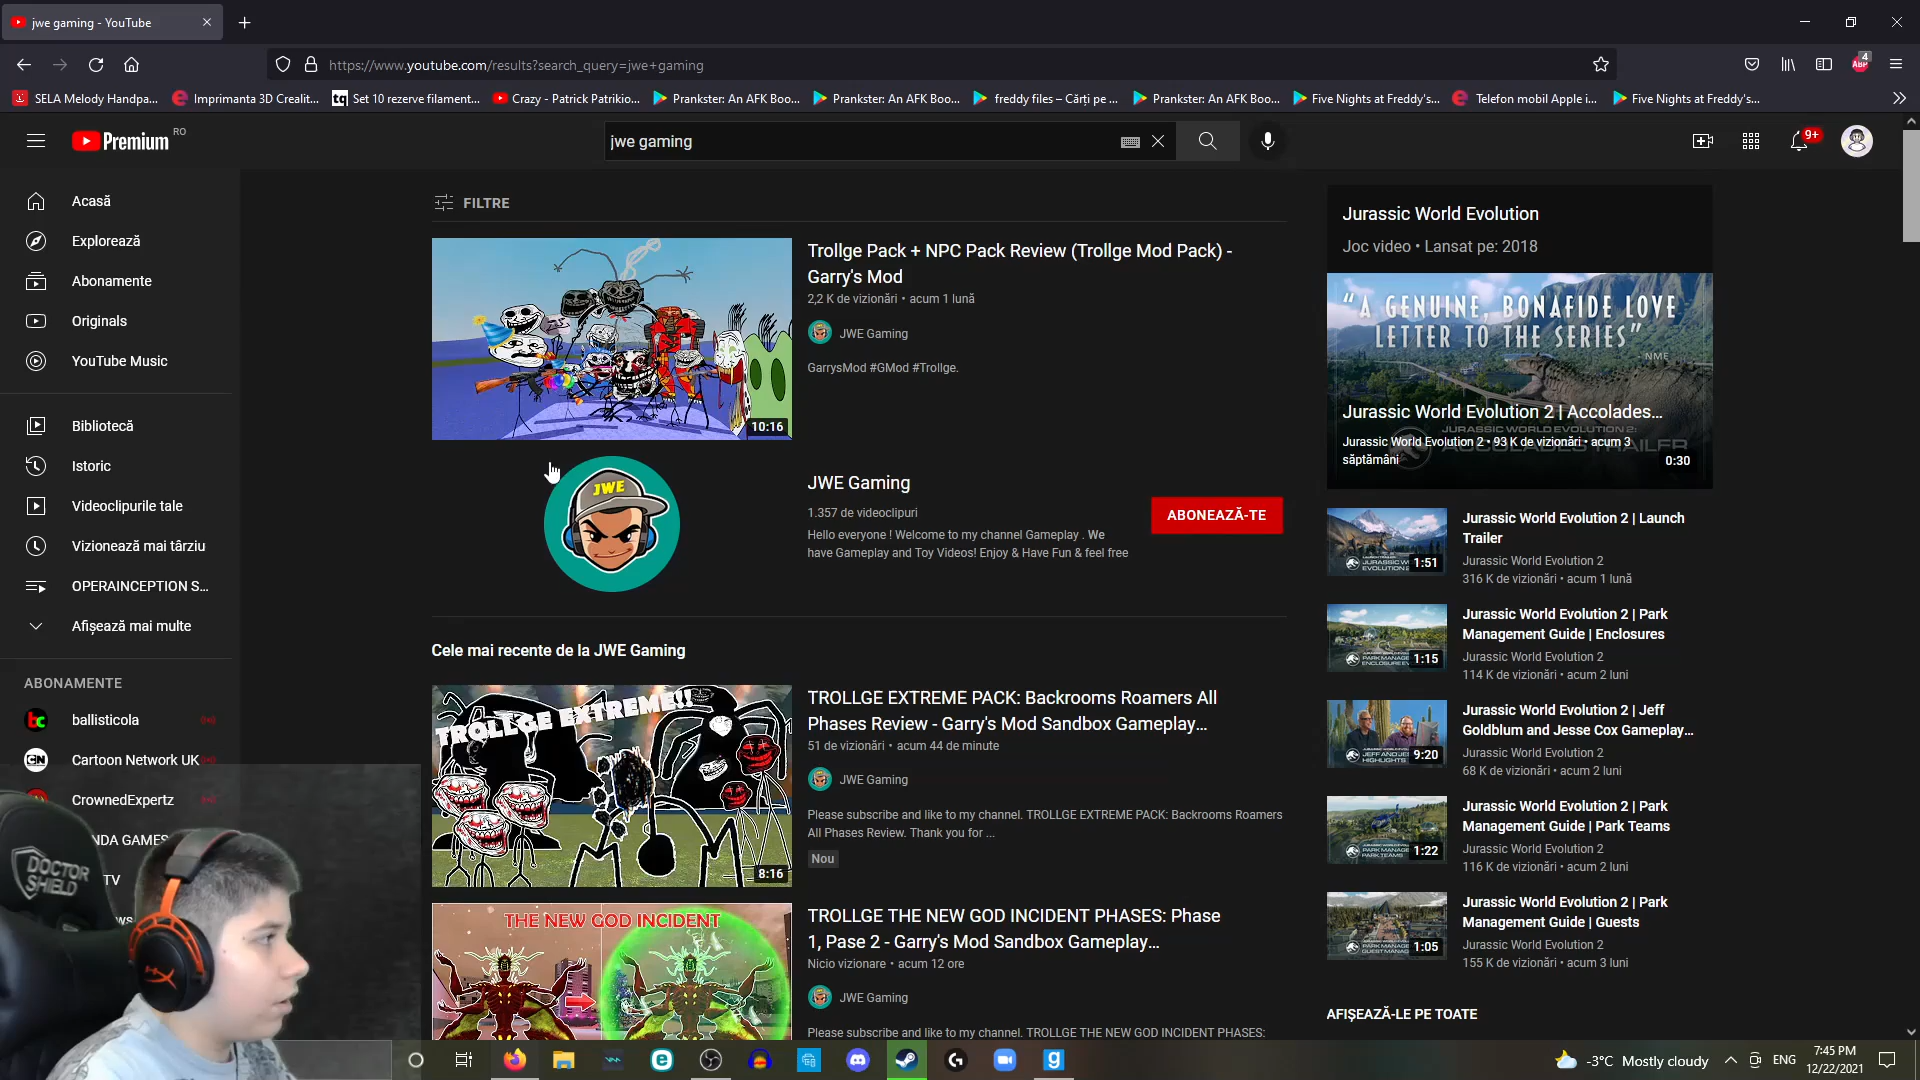 jwe gaming - YouTube
https://www.youtube.com/results?search_query=jwe+gaming
4
ABP
SELA Melody Handpa...
Imprimanta 3D Crealit...
tq Set 10 rezerve filament...
Crazy - Patrick Patrikio...
Prankster: An AFK Boo...
Prankster: An AFK Boo...
freddy files – Cărți pe ...
Prankster: An AFK Boo...
Five Nights at Freddy's...
Telefon mobil Apple i...
Five Nights at Freddy's...
Premium RO
jwe gaming
9+
Acasă
Explorează
Abonamente
Originals
YouTube Music
Bibliotecă
Istoric
Videoclipurile tale
Vizionează mai târziu
OPERAINCEPTION S...
Afișează mai multe
ABONAMENTE
ballisticola
CN Cartoon Network UK
CrownedExpertz
NDA GAMES
TV
DOCTOR
SHIELD
FILTRE
10:16
Trollge Pack + NPC Pack Review (Trollge Mod Pack) -
Garry's Mod
2,2 K de vizionări • acum 1 lună
JWE Gaming
GarrysMod #GMod #Trollge.
JWE
JWE Gaming
1.357 de videoclipuri
Hello everyone ! Welcome to my channel Gameplay . We
have Gameplay and Toy Videos! Enjoy & Have Fun & feel free
ABONEAZĂ-TE
Cele mai recente de la JWE Gaming
TROLLGE EXTREME!!
8:16
TROLLGE EXTREME PACK: Backrooms Roamers All
Phases Review - Garry's Mod Sandbox Gameplay...
51 de vizionări • acum 44 de minute
JWE Gaming
Please subscribe and like to my channel. TROLLGE EXTREME PACK: Backrooms Roamers
All Phases Review. Thank you for ...
Nou
THE NEW GOD INCIDENT
TROLLGE THE NEW GOD INCIDENT PHASES: Phase
1, Pase 2 - Garry's Mod Sandbox Gameplay...
Nicio vizionare • acum 12 ore
JWE Gaming
Please subscribe and like to my channel. TROLLGE THE NEW GOD INCIDENT PHASES:
Jurassic World Evolution
Joc video • Lansat pe: 2018
“A GENUINE, BONAFIDE LOVE
LETTER TO THE SERIES”
- NME
Jurassic World Evolution 2 | Accolades...
Jurassic World Evolution 2 • 93 K de vizionări • acum 3
săptămâni
0:30
1:51
Jurassic World Evolution 2 | Launch
Trailer
Jurassic World Evolution 2
316 K de vizionări • acum 1 lună
1:15
Jurassic World Evolution 2 | Park
Management Guide | Enclosures
Jurassic World Evolution 2
114 K de vizionări • acum 2 luni
9:20
Jurassic World Evolution 2 | Jeff
Goldblum and Jesse Cox Gameplay...
Jurassic World Evolution 2
68 K de vizionări • acum 2 luni
1:22
Jurassic World Evolution 2 | Park
Management Guide | Park Teams
Jurassic World Evolution 2
116 K de vizionări • acum 2 luni
1:05
Jurassic World Evolution 2 | Park
Management Guide | Guests
Jurassic World Evolution 2
155 K de vizionări • acum 3 luni
AFIȘEAZĂ-LE PE TOATE
-3°C Mostly cloudy
ENG
7:45 PM
12/22/2021